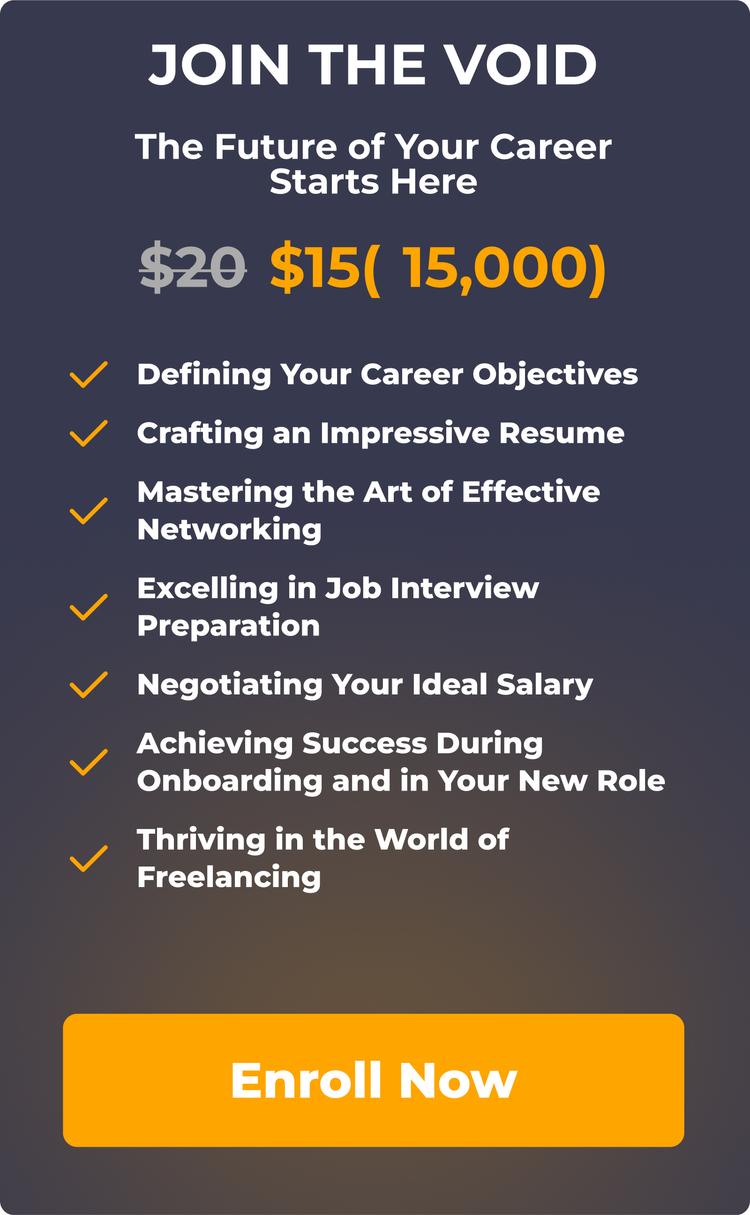 JOIN THE VOID
The Future of Your Career
Starts Here
$20 $15( 15,000)
Defining Your Career Objectives
Crafting an Impressive Resume
Mastering the Art of Effective
Networking
Excelling in Job Interview
Preparation
Negotiating Your Ideal Salary
Achieving Success During
Onboarding and in Your New Role
Thriving in the World of
Freelancing
Enroll Now